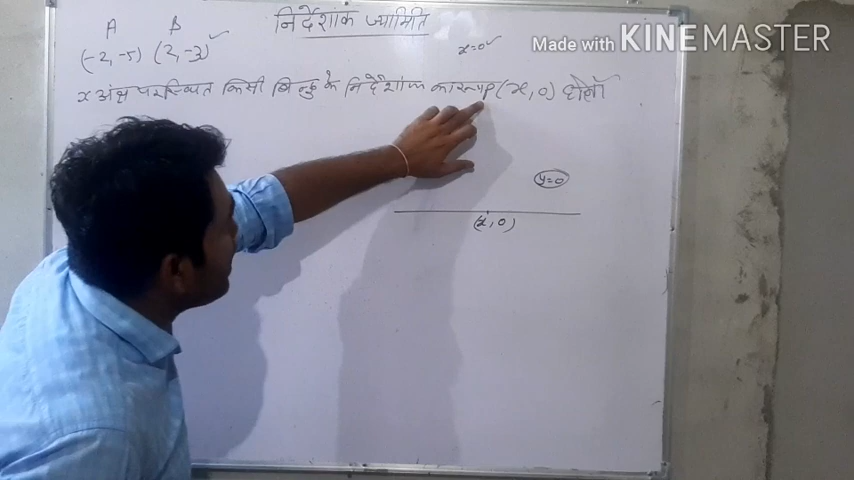 निर्देशांक ज्यामिति
A B
(-2, -5) (2, -3)
x=0
x अक्ष पर स्थित किसी बिन्दु के निर्देशांक का रूप P(x, 0) होगा
y=0
(x, 0)
Made with KINEMASTER